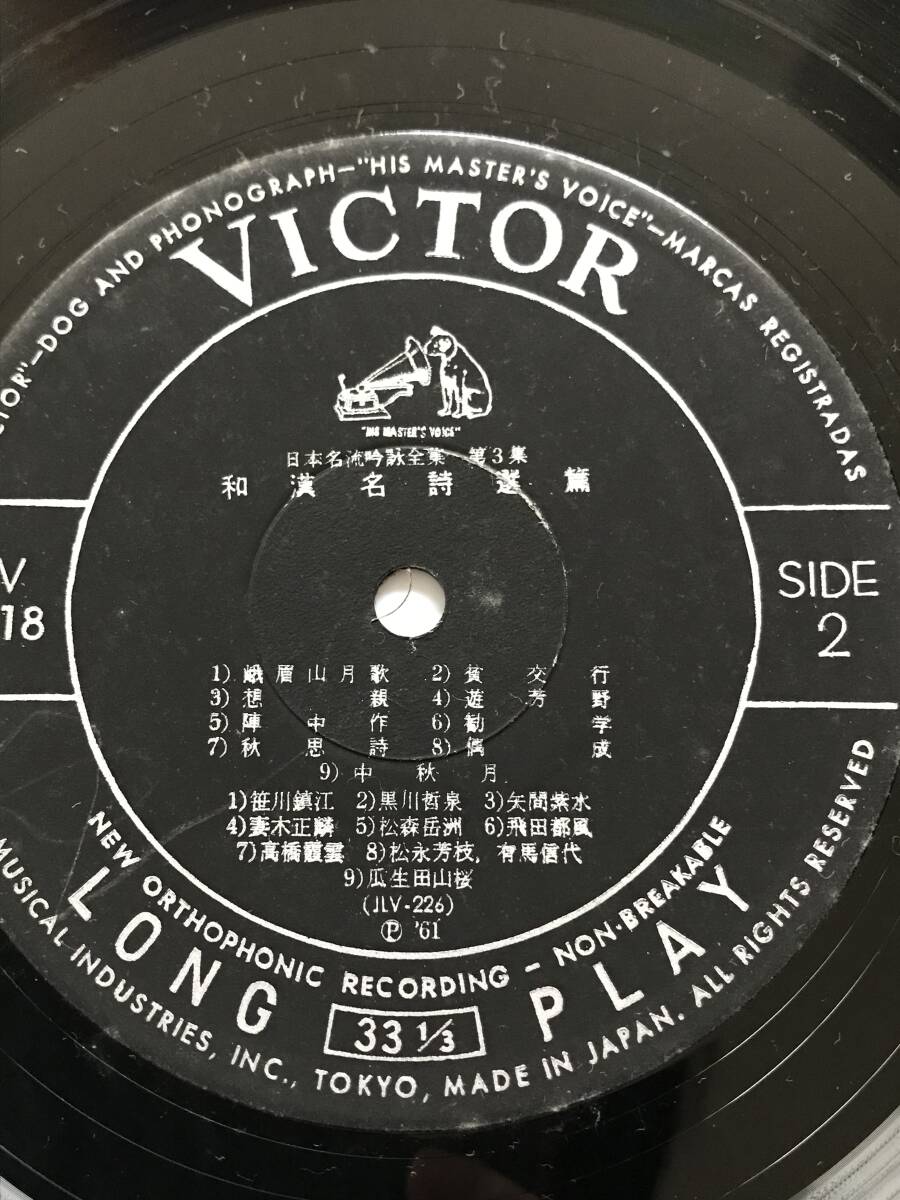 CTOR"—DOG AND PHONOGRAPH—"HIS MASTER'S VOICE"—MARCAS REGISTRADAS
VICTOR
"HIS MASTER'S VOICE"
日本名流吟詠全集 第3集
和漢名詩選篇
V
18
SIDE
2
1) 峨眉山月歌 2) 貧交行
3) 想親 4) 遊芳野
5) 陣中作 6) 勧学
7) 秋思詩 8) 偶成
9) 中秋月
1)笹川鎮江 2)黒川哲泉 3)矢間紫水
4)妻木正麟 5)松森岳洲 6)飛田都風
7)高橋霞雲 8)松永芳枝，有馬信代
9)瓜生田山桜
(JLV-226)
Ⓟ '61
NEW ORTHOPHONIC RECORDING — NON-BREAKABLE
LONG 33 1/3 PLAY
MUSICAL INDUSTRIES, INC., TOKYO, MADE IN JAPAN. ALL RIGHTS RESERVED